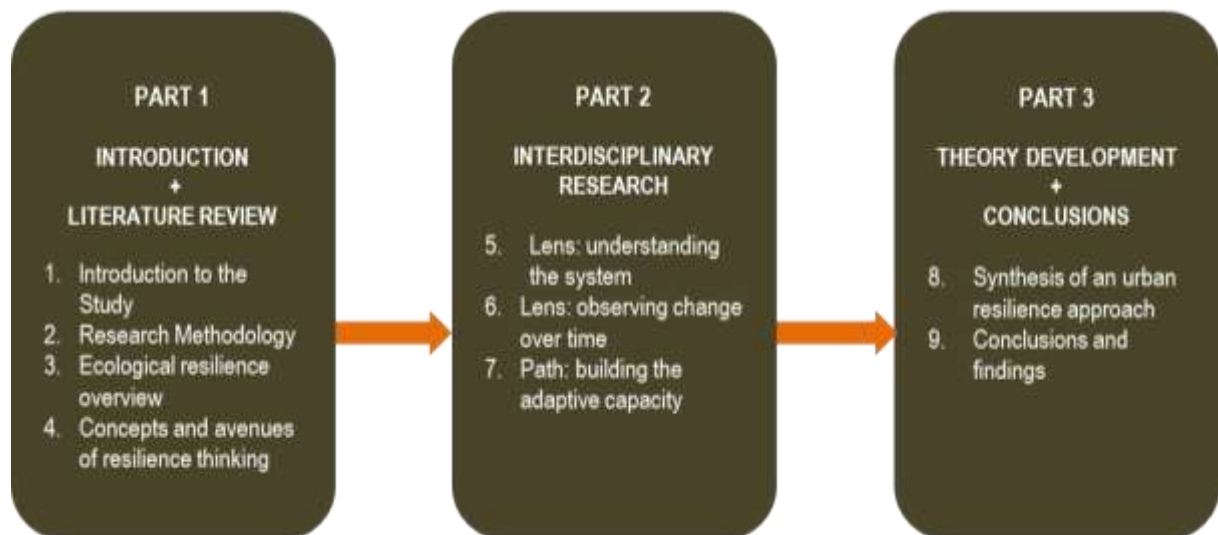 PART 1
INTRODUCTION
+
LITERATURE REVIEW
1. Introduction to the
Study
2. Research Methodology
3. Ecological resilience
overview
4. Concepts and avenues
of resilience thinking
PART 2
INTERDISCIPLINARY
RESEARCH
5. Lens: understanding
the system
6. Lens: observing change
over time
7. Path: building the
adaptive capacity
PART 3
THEORY DEVELOPMENT
+
CONCLUSIONS
8. Synthesis of an urban
resilience approach
9. Conclusions and
findings